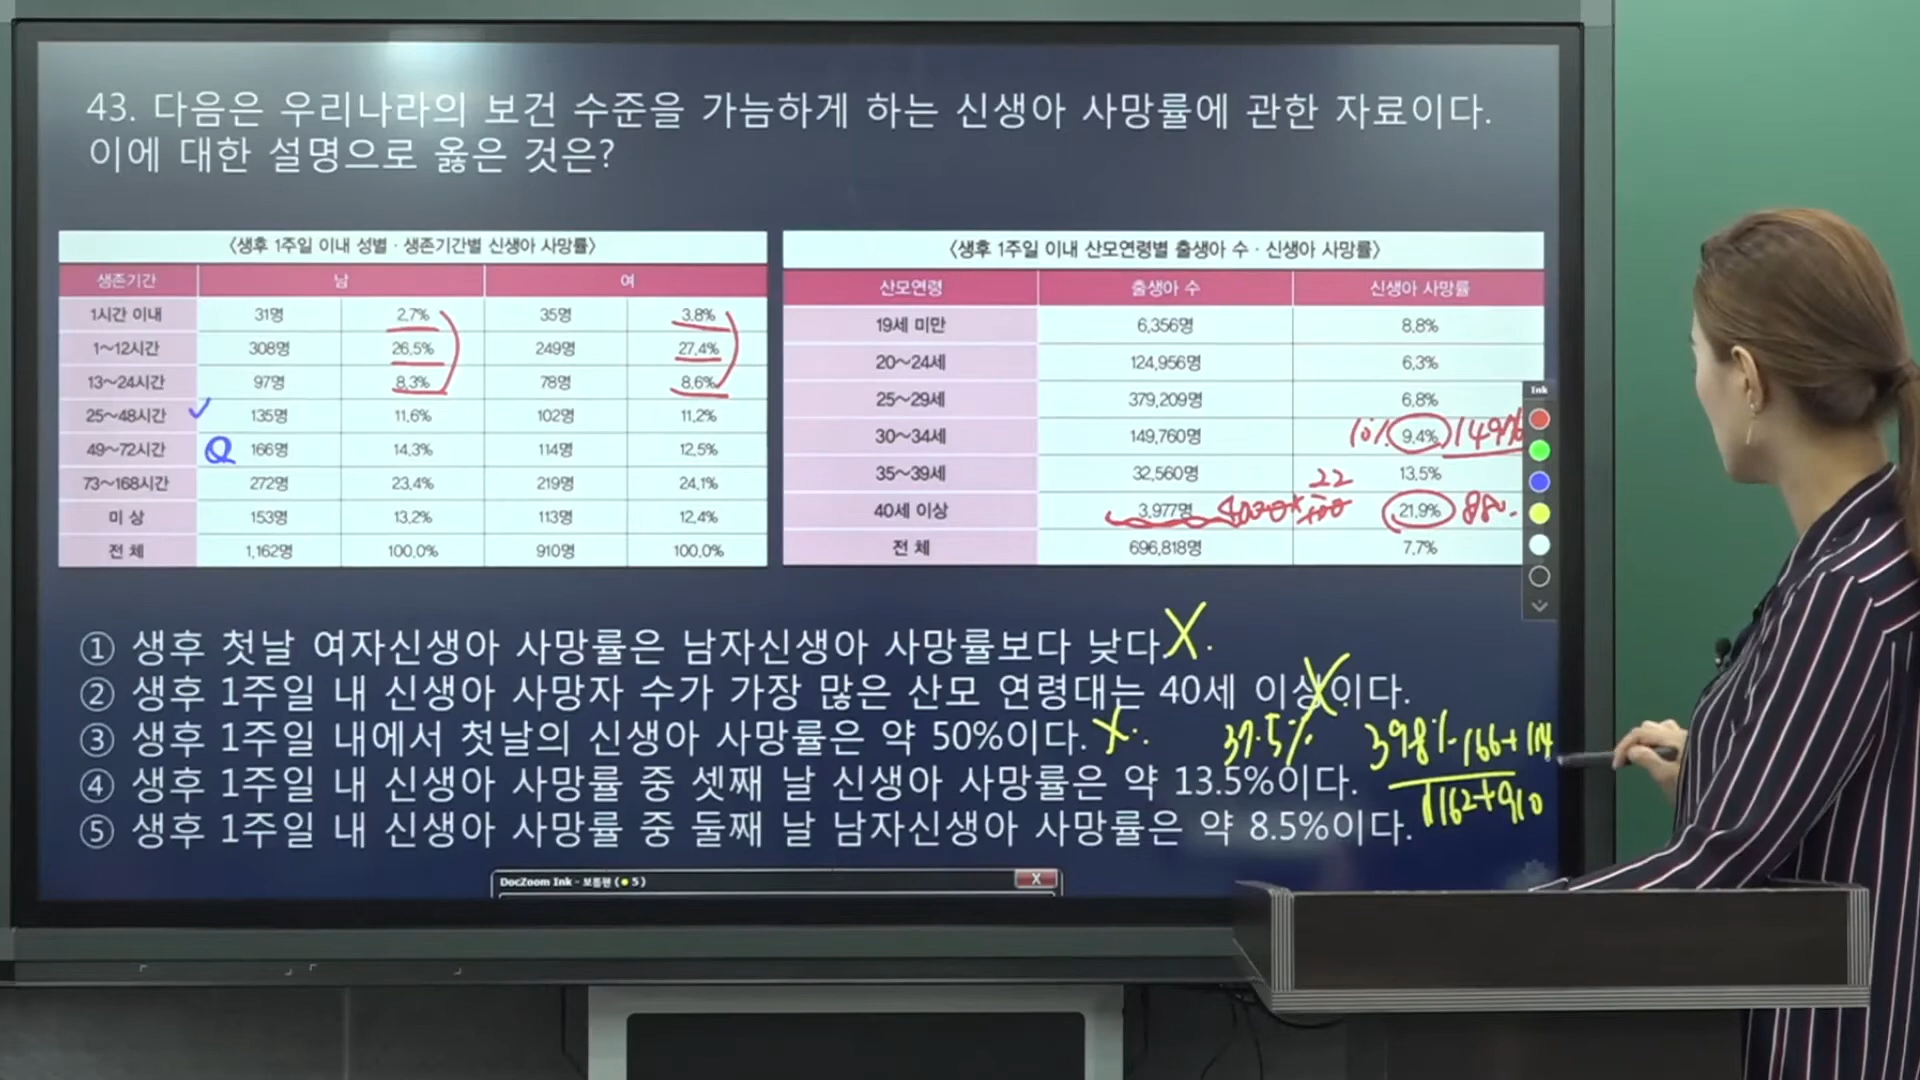 43. 다음은 우리나라의 보건 수준을 가늠하게 하는 신생아 사망률에 관한 자료이다.
이에 대한 설명으로 옳은 것은?
〈생후 1주일 이내 성별·생존기간별 신생아 사망률〉
생존기간 남 여
1시간 이내 31명 2.7% 35명 3.8%
1~12시간 308명 26.5% 249명 27.4%
13~24시간 97명 8.3% 78명 8.6%
25~48시간 135명 11.6% 102명 11.2%
49~72시간 166명 14.3% 114명 12.5%
73~168시간 272명 23.4% 219명 24.1%
미 상 153명 13.2% 113명 12.4%
전 체 1,162명 100.0% 910명 100.0%
〈생후 1주일 이내 산모연령별 출생아 수·신생아 사망률〉
산모연령 출생아 수 신생아 사망률
19세 미만 6,356명 8.8%
20~24세 124,956명 6.3%
25~29세 379,209명 6.8%
30~34세 149,760명 10% 9.4% 149%
35~39세 32,560명 13.5%
22
40세 이상 3,977명 4000× 100 21.9% 880.
전 체 696,818명 7.7%
Ink
① 생후 첫날 여자신생아 사망률은 남자신생아 사망률보다 낮다. X.
② 생후 1주일 내 신생아 사망자 수가 가장 많은 산모 연령대는 40세 이상이다. X
③ 생후 1주일 내에서 첫날의 신생아 사망률은 약 50%이다. X. 37.5% 39.8% 166+114
④ 생후 1주일 내 신생아 사망률 중 셋째 날 신생아 사망률은 약 13.5%이다. 1162+910
⑤ 생후 1주일 내 신생아 사망률 중 둘째 날 남자신생아 사망률은 약 8.5%이다.
DocZoom Ink - 보통펜 (●5) X